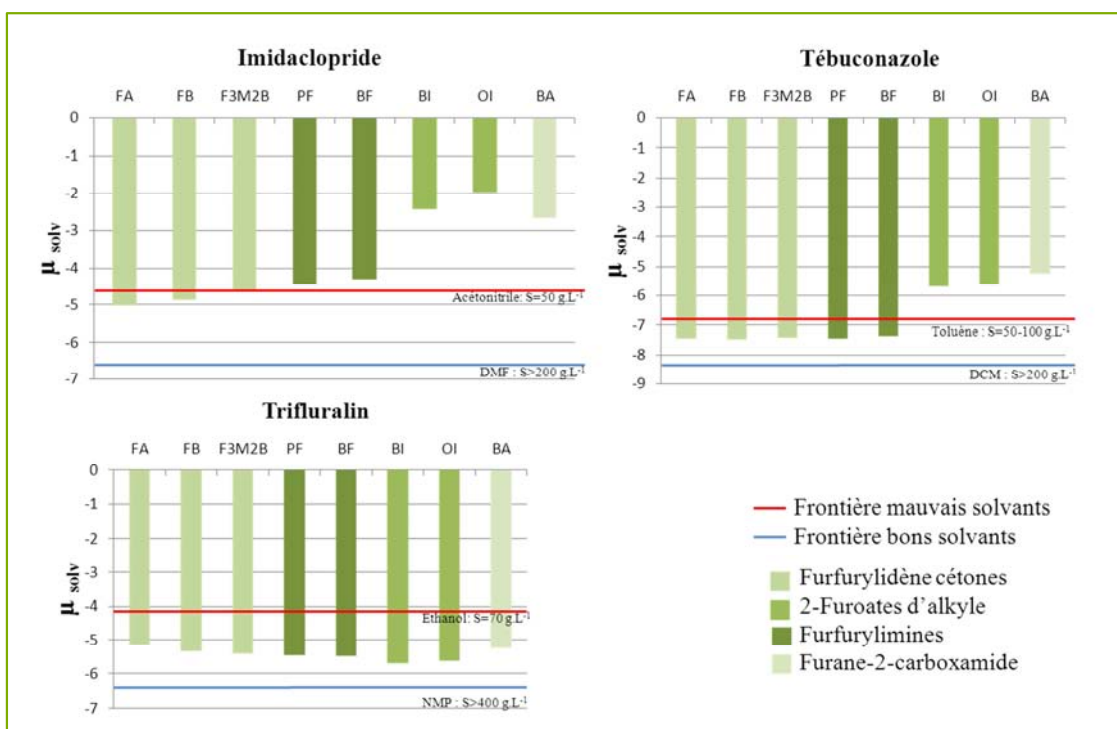 Imidaclopride
FA FB F3M2B PF BF BI OI BA
0
-1
-2
-3
-4
-5
-6
-7
µ solv
Acétonitrile: S=50 g.L-1
DMF : S>200 g.L-1
Tébuconazole
FA FB F3M2B PF BF BI OI BA
0
-1
-2
-3
-4
-5
-6
-7
-8
-9
µ solv
Toluène : S=50-100g.L-1
DCM : S>200 g.L-1
Trifluralin
FA FB F3M2B PF BF BI OI BA
0
-1
-2
-3
-4
-5
-6
-7
µ solv
Ethanol: S=70 g.L-1
NMP : S>400 g.L-1
Frontière mauvais solvants
Frontière bons solvants
Furfurylidène cétones
2-Furoates d'alkyle
Furfurylimines
Furane-2-carboxamide